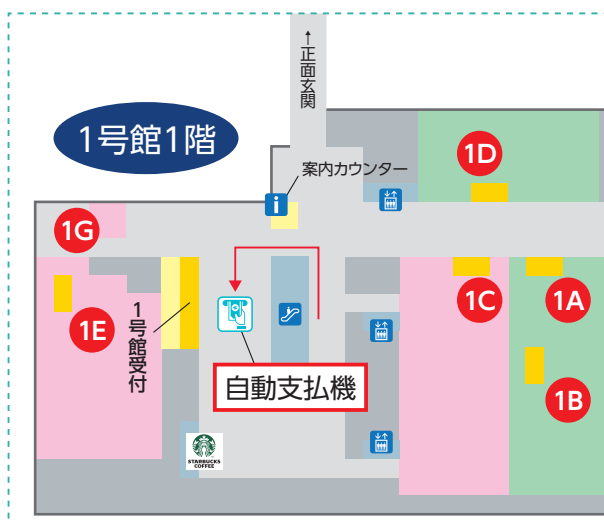 ↑正面玄関
1号館1階
案内カウンター
1D
i
1G
1C
1A
1E
1号館受付
自動支払機
1B
STARBUCKS
COFFEE